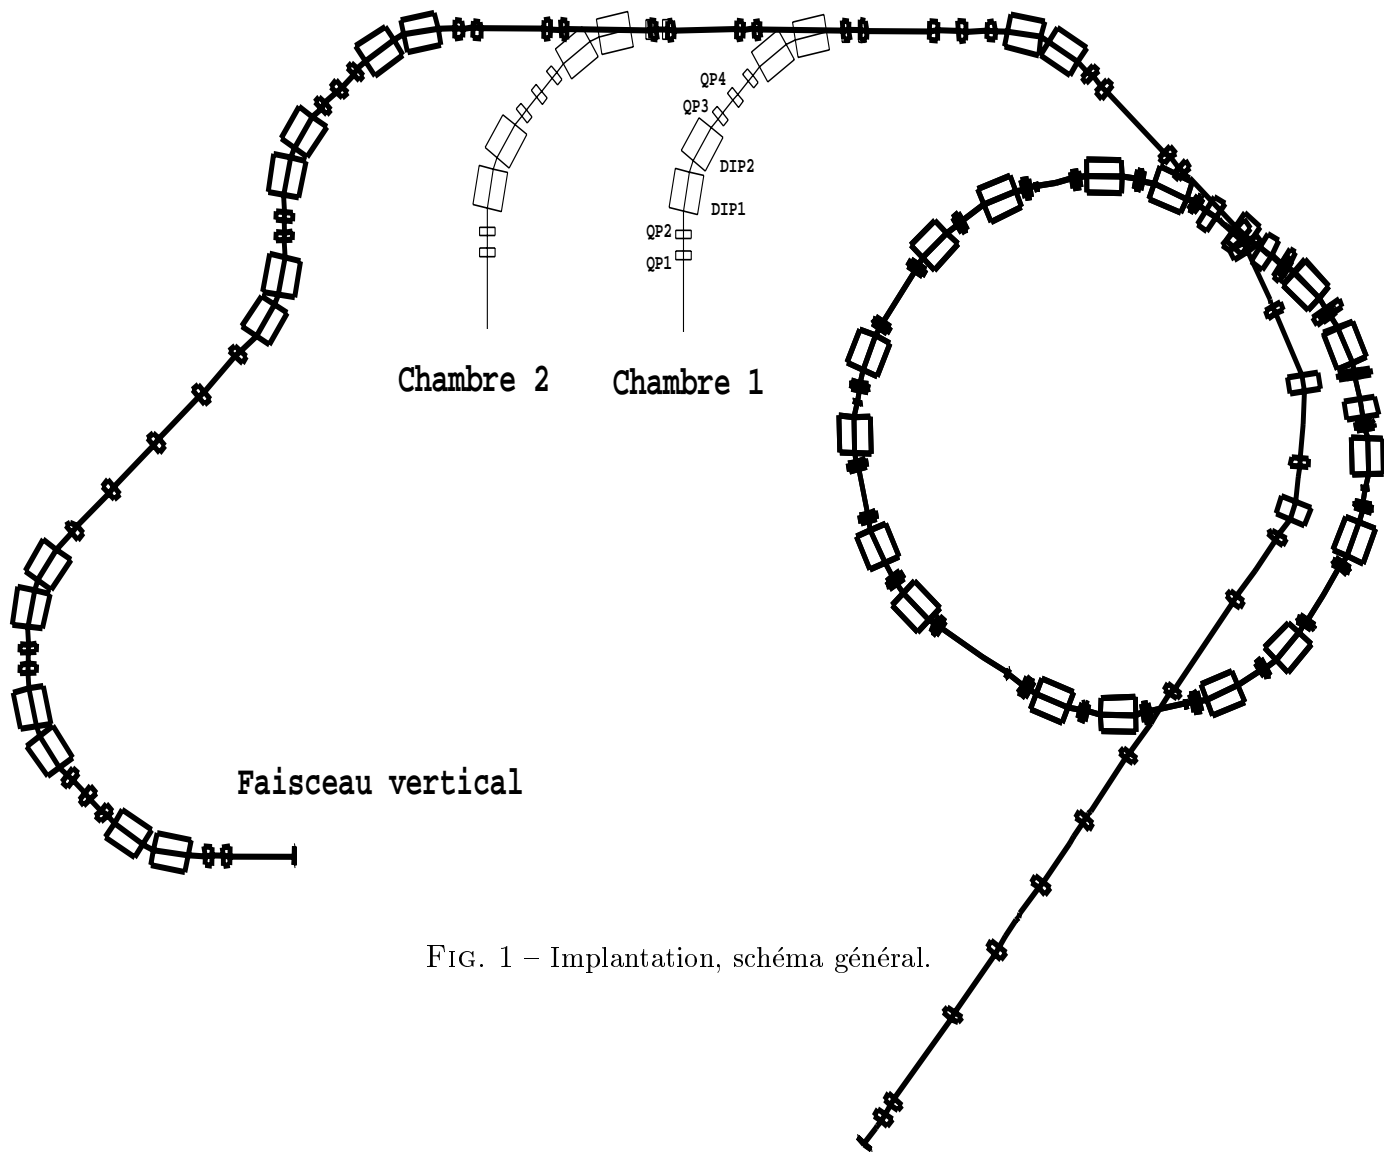 QP4
QP3
DIP2
DIP1
QP2
QP1
Chambre 2
Chambre 1
Faisceau vertical
FIG. 1 – Implantation, schéma général.